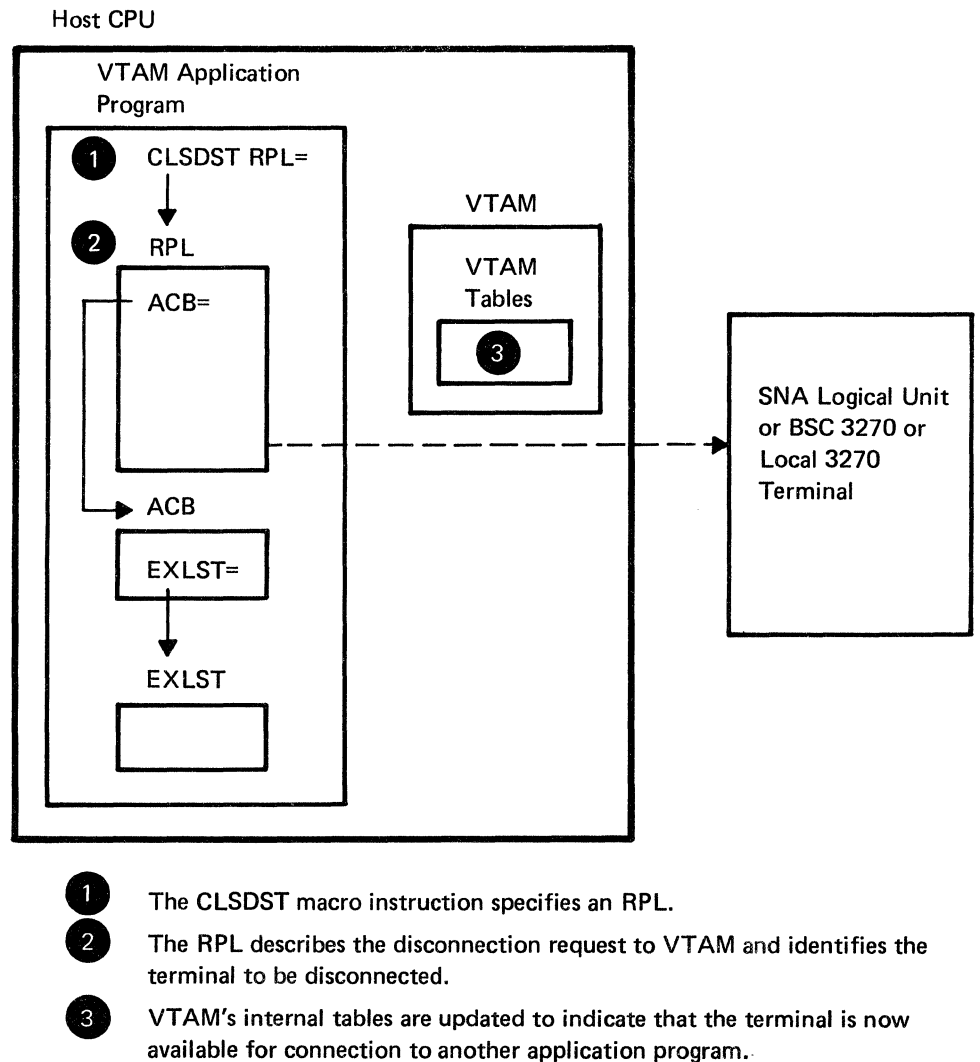 Host CPU
VTAM Application
Program
1 CLSDST RPL=
2 RPL
ACB=
ACB
EXLST=
EXLST
VTAM
VTAM
Tables
3
SNA Logical Unit
or BSC 3270 or
Local 3270
Terminal
1 The CLSDST macro instruction specifies an RPL.
2 The RPL describes the disconnection request to VTAM and identifies the
terminal to be disconnected.
3 VTAM's internal tables are updated to indicate that the terminal is now
available for connection to another application program.